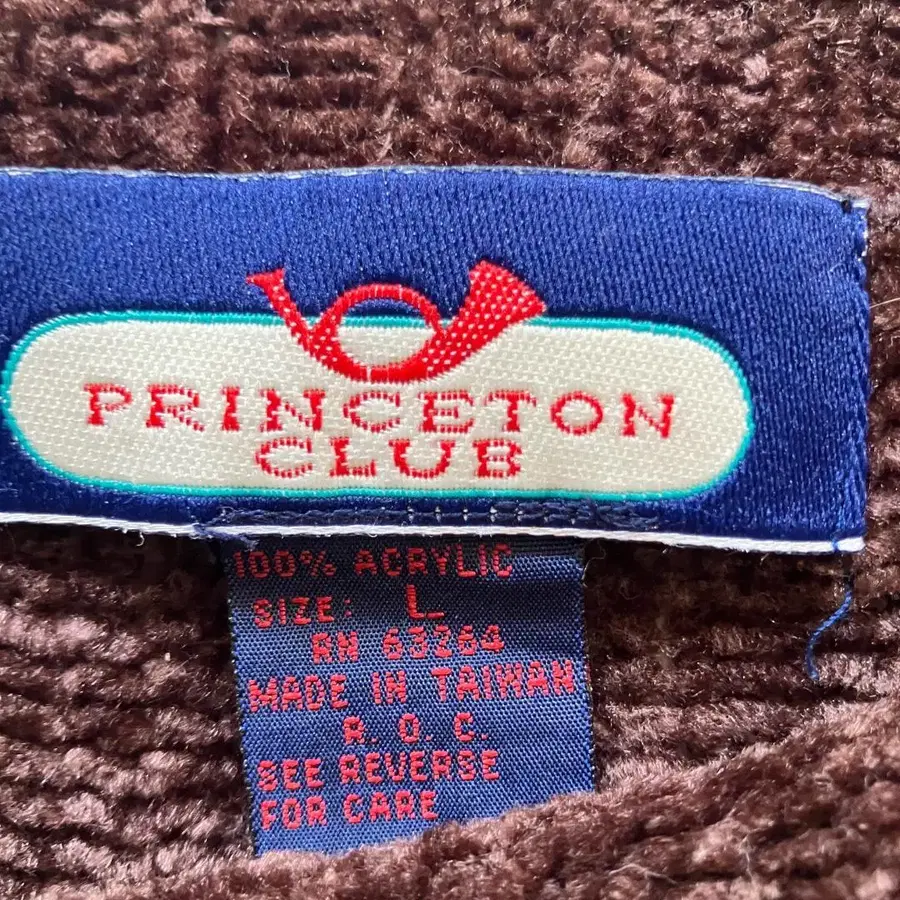 PRINCETON
CLUB
100% ACRYLIC
SIZE: L
RN 63264
MADE IN TAIWAN
R. O. C.
SEE REVERSE
FOR CARE